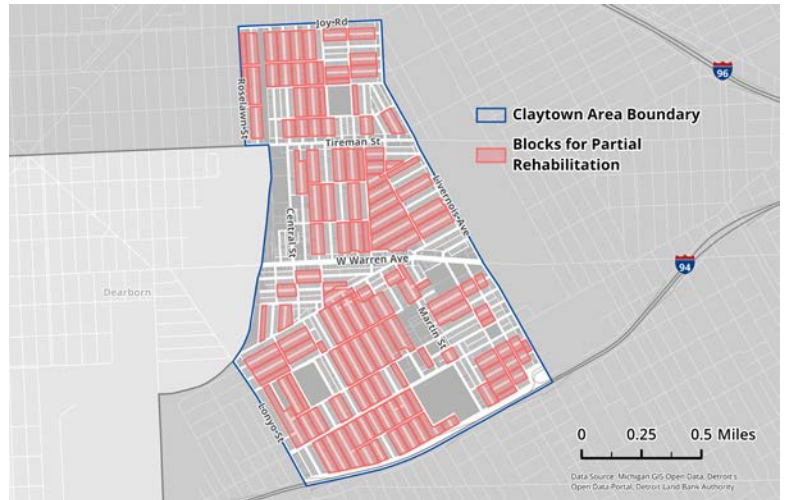 Joy Rd
96
Roselawn St
Claytown Area Boundary
Blocks for Partial
Rehabilitation
Tireman St
Livernois Ave
Central St
W Warren Ave
94
Dearborn
Martin St
Lonyo St
0 0.25 0.5 Miles
Data Source: Michigan GIS Open Data, Detroit's
Open Data Portal, Detroit Land Bank Authority